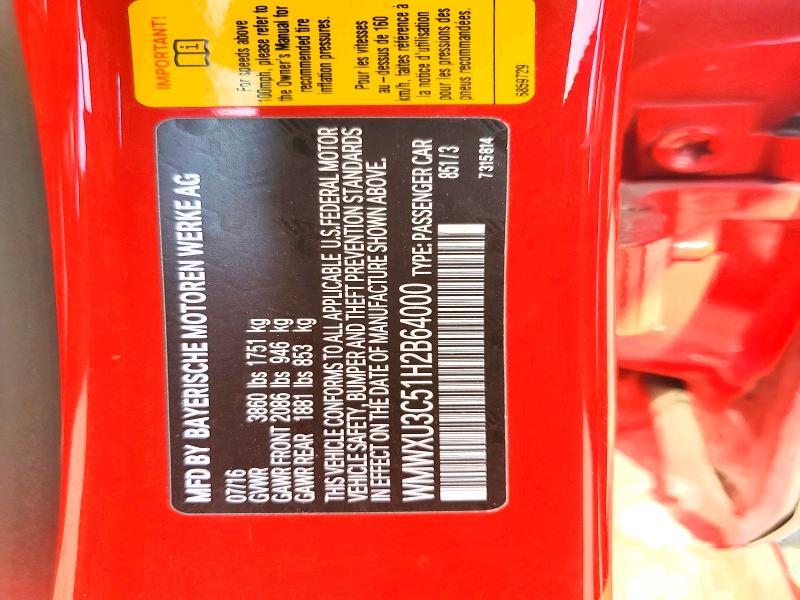 IMPORTANT!
i
For speeds above
100mph, please refer to
the Owner's Manual for
recommended tire
inflation pressures.
Pour les vitesses
au-dessus de 160
km/h, faites référence à
la notice d'utilisation
pour les pressions des
pneus recommandées.
6859729
MFD BY BAYERISCHE MOTOREN WERKE AG
07/16
GVWR 3860 lbs 1751 kg
GAWR FRONT 2086 lbs 946 kg
GAWR REAR 1881 lbs 853 kg
THIS VEHICLE CONFORMS TO ALL APPLICABLE U.S. FEDERAL MOTOR
VEHICLE SAFETY, BUMPER AND THEFT PREVENTION STANDARDS
IN EFFECT ON THE DATE OF MANUFACTURE SHOWN ABOVE.
WMWXU3C51H2B64000 TYPE: PASSENGER CAR
851/3
7315814